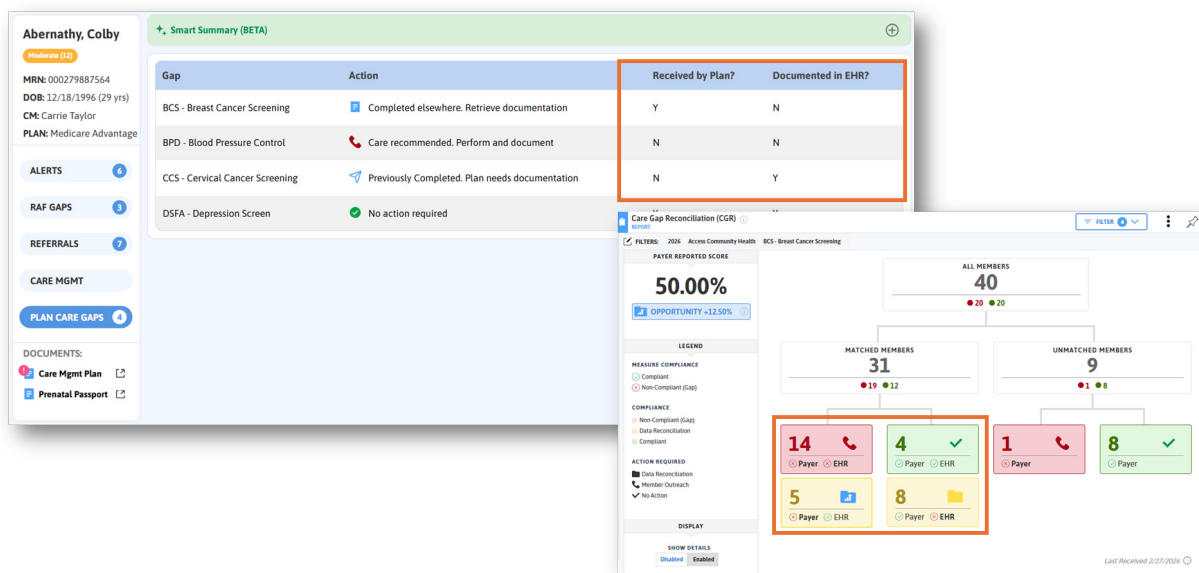 Abernathy, Colby
Moderate (12)
MRN: 000279887564
DOB: 12/18/1996 (29 yrs)
CM: Carrie Taylor
PLAN: Medicare Advantage
ALERTS 6
RAF GAPS 3
REFERRALS 7
CARE MGMT
PLAN CARE GAPS 4
DOCUMENTS:
Care Mgmt Plan
Prenatal Passport
Smart Summary (BETA)
Gap Action Received by Plan? Documented in EHR?
BCS - Breast Cancer Screening Completed elsewhere. Retrieve documentation Y N
BPD - Blood Pressure Control Care recommended. Perform and document N N
CCS - Cervical Cancer Screening Previously Completed. Plan needs documentation N Y
DSFA - Depression Screen No action required
Care Gap Reconciliation (CGR)
REPORT
FILTER 4
FILTERS: 2026 Access Community Health BCS - Breast Cancer Screening
PAYER REPORTED SCORE
50.00%
OPPORTUNITY +12.50%
LEGEND
MEASURE COMPLIANCE
Compliant
Non-Compliant (Gap)
COMPLIANCE
Non-Compliant (Gap)
Data Reconciliation
Compliant
ACTION REQUIRED
Data Reconciliation
Member Outreach
No Action
DISPLAY
SHOW DETAILS
Disabled Enabled
ALL MEMBERS
40
20 20
MATCHED MEMBERS
31
19 12
UNMATCHED MEMBERS
9
1 8
14
Payer EHR
4
Payer EHR
1
Payer
8
Payer
5
Payer EHR
8
Payer EHR
Last Received 2/27/2026